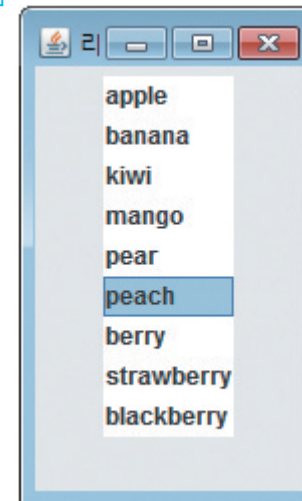 리
apple
banana
kiwi
mango
pear
peach
berry
strawberry
blackberry